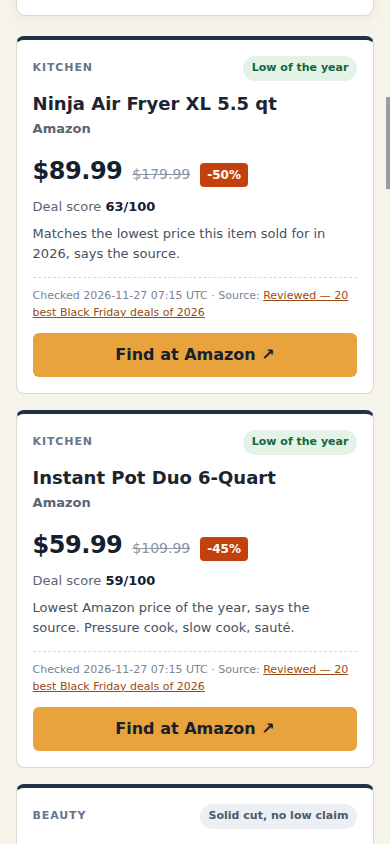 KITCHEN
Low of the year
Ninja Air Fryer XL 5.5 qt
Amazon
$89.99 $179.99 -50%
Deal score 63/100
Matches the lowest price this item sold for in
2026, says the source.
Checked 2026-11-27 07:15 UTC · Source: Reviewed — 20
best Black Friday deals of 2026
Find at Amazon ↗
KITCHEN
Low of the year
Instant Pot Duo 6-Quart
Amazon
$59.99 $109.99 -45%
Deal score 59/100
Lowest Amazon price of the year, says the
source. Pressure cook, slow cook, sauté.
Checked 2026-11-27 07:15 UTC · Source: Reviewed — 20
best Black Friday deals of 2026
Find at Amazon ↗
BEAUTY
Solid cut, no low claim